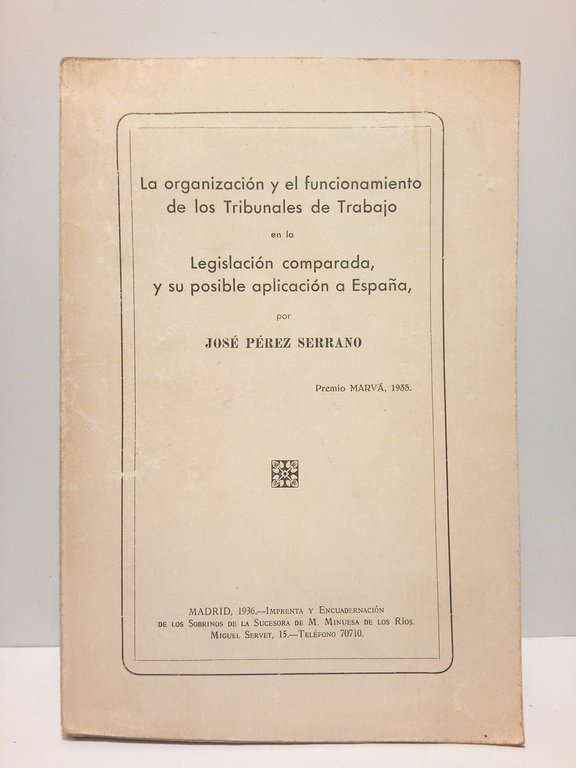 La organización y el funcionamiento
de los Tribunales de Trabajo
en la
Legislación comparada,
y su posible aplicación a España,
por
JOSÉ PÉREZ SERRANO
Premio MARVÁ, 1935.
MADRID, 1936.—Imprenta y Encuadernación
de los Sobrinos de la Sucesora de M. Minuesa de los Ríos.
Miguel Servet, 15.—Teléfono 70710.